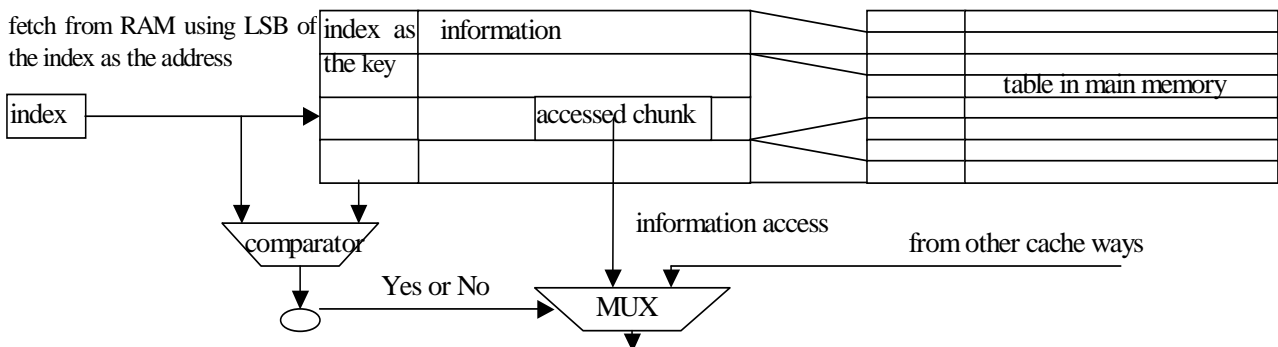 fetch from RAM using LSB of
the index as the address
index as
the key
information
table in main memory
index
accessed chunk
comparator
information access
from other cache ways
Yes or No
MUX